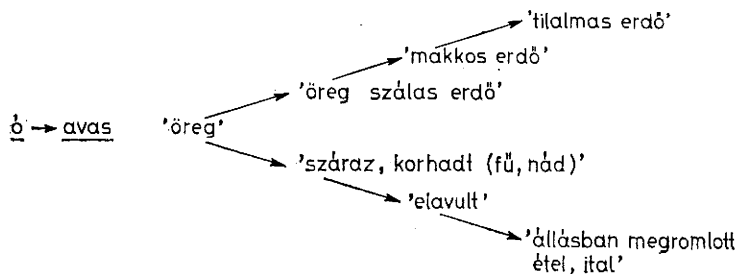 'tilalmas erdő'
'makkos erdő'
'öreg szálas erdő'
ó → avas 'öreg'
'száraz, korhadt (fű, nád)'
'elavult'
'állásban megromlott
étel, ital'